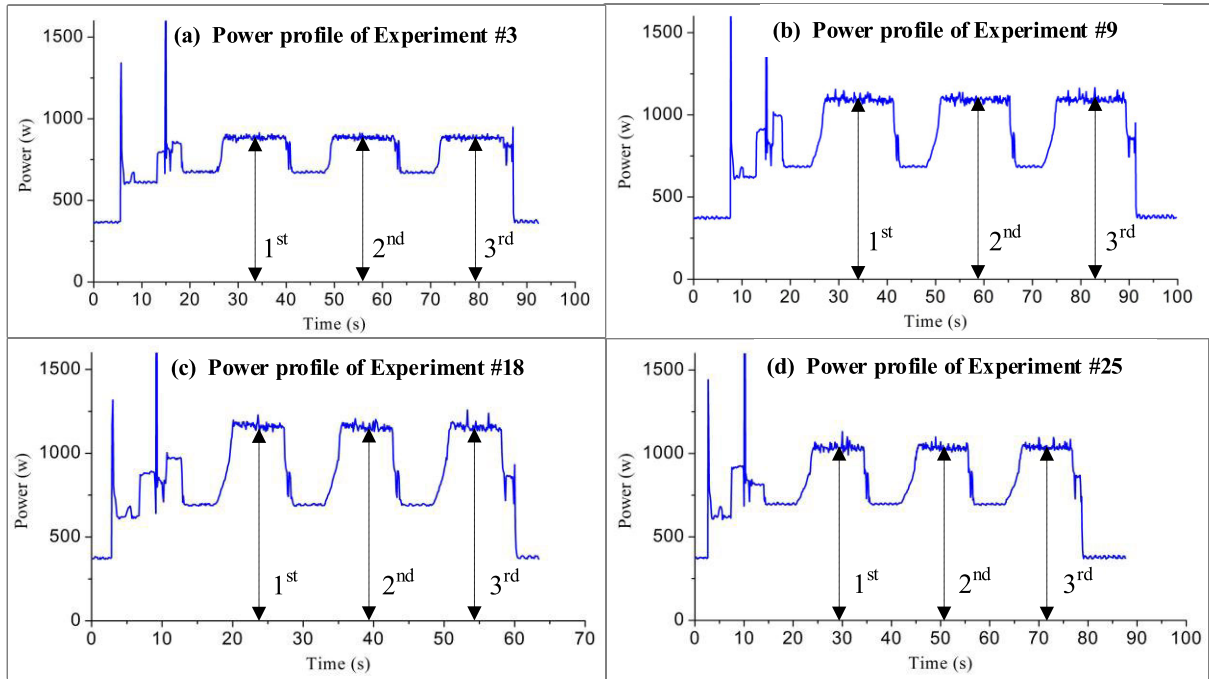 (a) Power profile of Experiment #3
1500
1000
500
0
Power (w)
1st
2nd
3rd
0 10 20 30 40 50 60 70 80 90 100
Time (s)
(b) Power profile of Experiment #9
1500
1000
500
0
Power (w)
1st
2nd
3rd
0 10 20 30 40 50 60 70 80 90 100
Time (s)
(c) Power profile of Experiment #18
1500
1000
500
0
Power (w)
1st
2nd
3rd
0 10 20 30 40 50 60 70
Time (s)
(d) Power profile of Experiment #25
1500
1000
500
0
Power (w)
1st
2nd
3rd
0 10 20 30 40 50 60 70 80 90 100
Time (s)